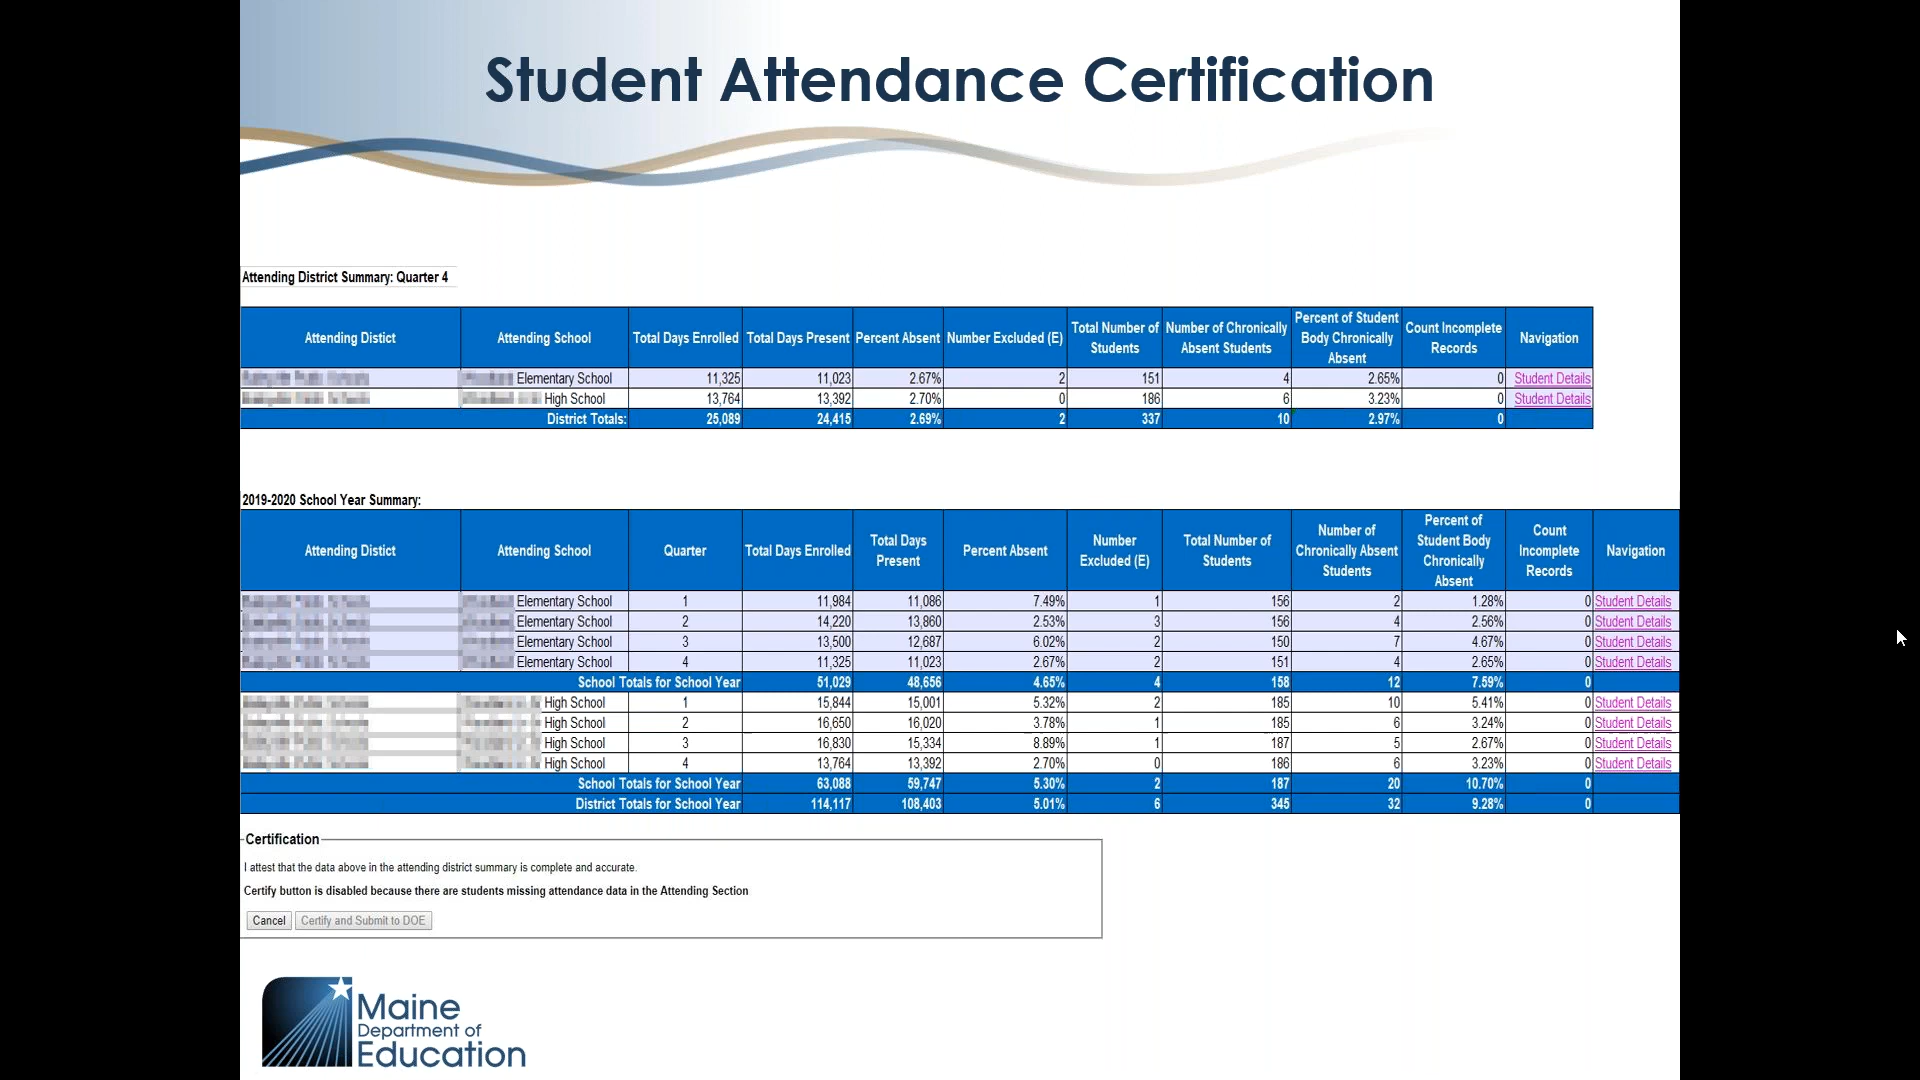 Student Attendance Certification
Attending District Summary: Quarter 4
Attending Distict Attending School Total Days Enrolled Total Days Present Percent Absent Number Excluded (E) Total Number of Students Number of Chronically Absent Students Percent of Student Body Chronically Absent Count Incomplete Records Navigation
Elementary School 11,325 11,023 2.67% 2 151 4 2.65% 0 Student Details
High School 13,764 13,392 2.70% 0 186 6 3.23% 0 Student Details
District Totals: 25,089 24,415 2.69% 2 337 10 2.97% 0
2019-2020 School Year Summary:
Attending Distict Attending School Quarter Total Days Enrolled Total Days Present Percent Absent Number Excluded (E) Total Number of Students Number of Chronically Absent Students Percent of Student Body Chronically Absent Count Incomplete Records Navigation
Elementary School 1 11,984 11,086 7.49% 1 156 2 1.28% 0 Student Details
Elementary School 2 14,220 13,860 2.53% 3 156 4 2.56% 0 Student Details
Elementary School 3 13,500 12,687 6.02% 2 150 7 4.67% 0 Student Details
Elementary School 4 11,325 11,023 2.67% 2 151 4 2.65% 0 Student Details
School Totals for School Year 51,029 48,656 4.65% 4 158 12 7.59% 0
High School 1 15,844 15,001 5.32% 2 185 10 5.41% 0 Student Details
High School 2 16,650 16,020 3.78% 1 185 6 3.24% 0 Student Details
High School 3 16,830 15,334 8.89% 1 187 5 2.67% 0 Student Details
High School 4 13,764 13,392 2.70% 0 186 6 3.23% 0 Student Details
School Totals for School Year 63,088 59,747 5.30% 2 187 20 10.70% 0
District Totals for School Year 114,117 108,403 5.01% 6 345 32 9.28% 0
Certification
I attest that the data above in the attending district summary is complete and accurate.
Certify button is disabled because there are students missing attendance data in the Attending Section
Cancel Certify and Submit to DOE
Maine
Department of
Education